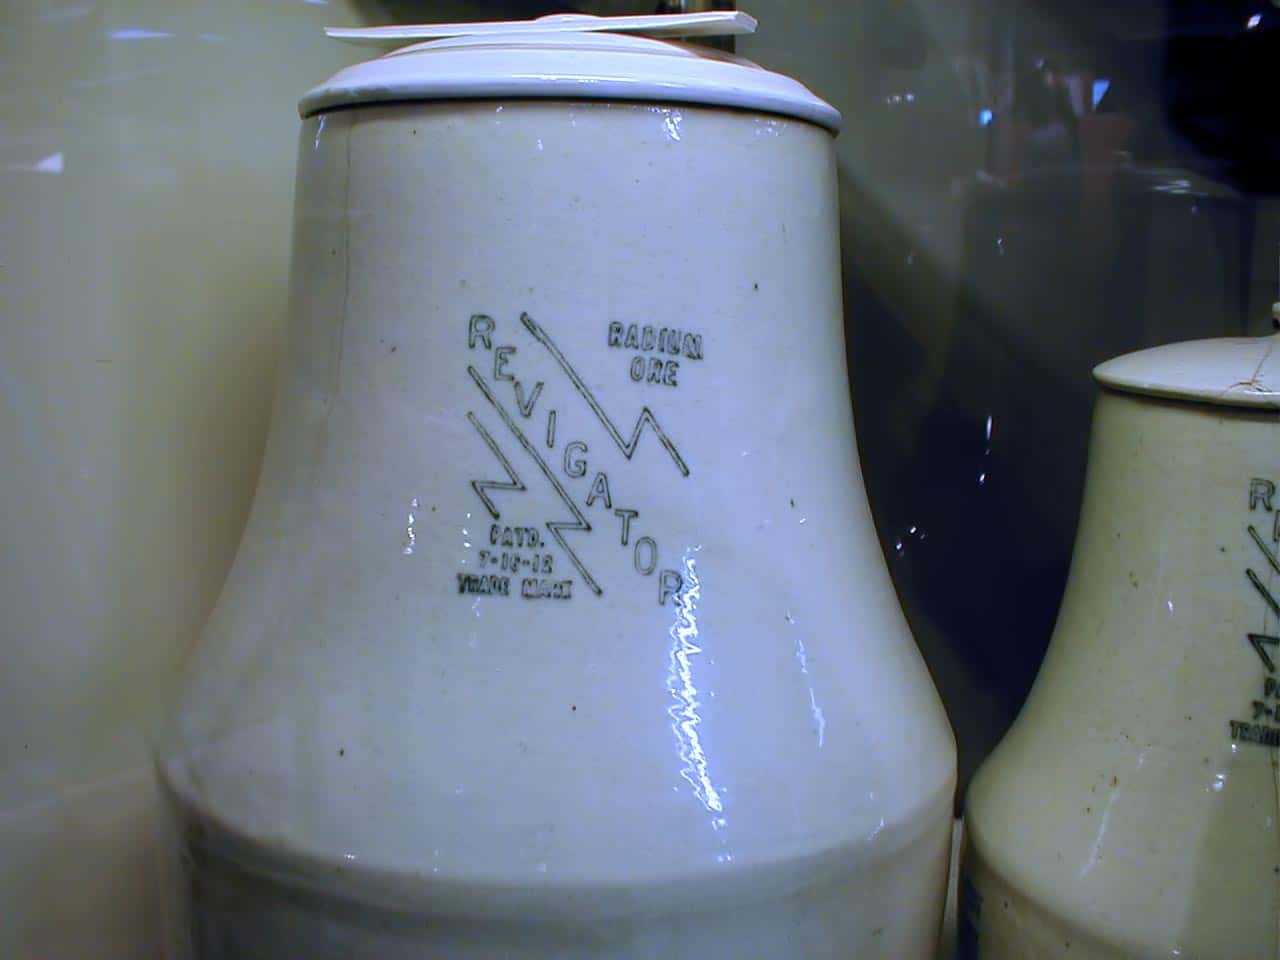 REVIGATOR
RADIUM
ORE
PATD.
7-16-12
TRADE MARK